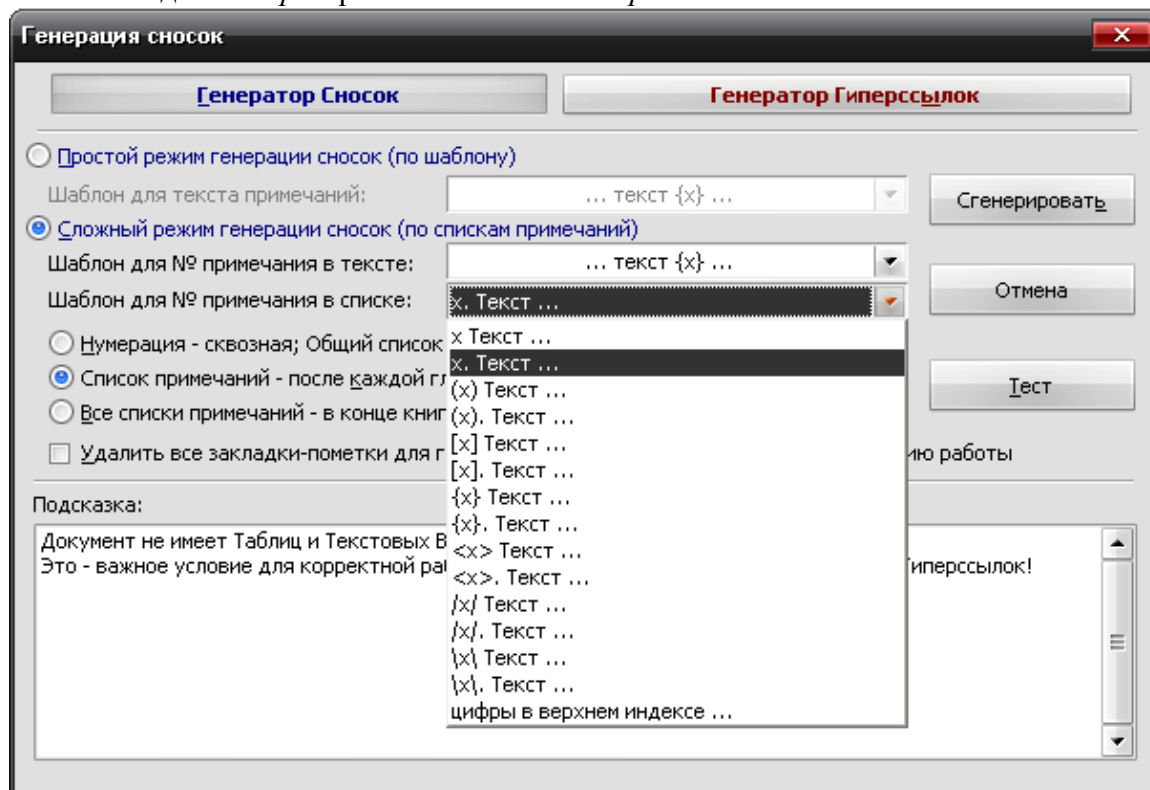 Генерация сносок
Генератор Сносок
Генератор Гиперссылок
Простой режим генерации сносок (по шаблону)
Шаблон для текста примечаний:
... текст {x} ...
Сгенерировать
Сложный режим генерации сносок (по спискам примечаний)
Шаблон для № примечания в тексте:
... текст {x} ...
Шаблон для № примечания в списке:
x. Текст ...
Отмена
Нумерация - сквозная; Общий список
Список примечаний - после каждой гл
Все списки примечаний - в конце книг
Тест
Удалить все закладки-пометки для г
ию работы
x Текст ...
x. Текст ...
(x) Текст ...
(x). Текст ...
[x] Текст ...
[x]. Текст ...
{x} Текст ...
{x}. Текст ...
<x> Текст ...
<x>. Текст ...
/x/ Текст ...
/x/. Текст ...
\x\ Текст ...
\x\. Текст ...
цифры в верхнем индексе ...
Подсказка:
Документ не имеет Таблиц и Текстовых В
Это - важное условие для корректной раб
иперссылок!